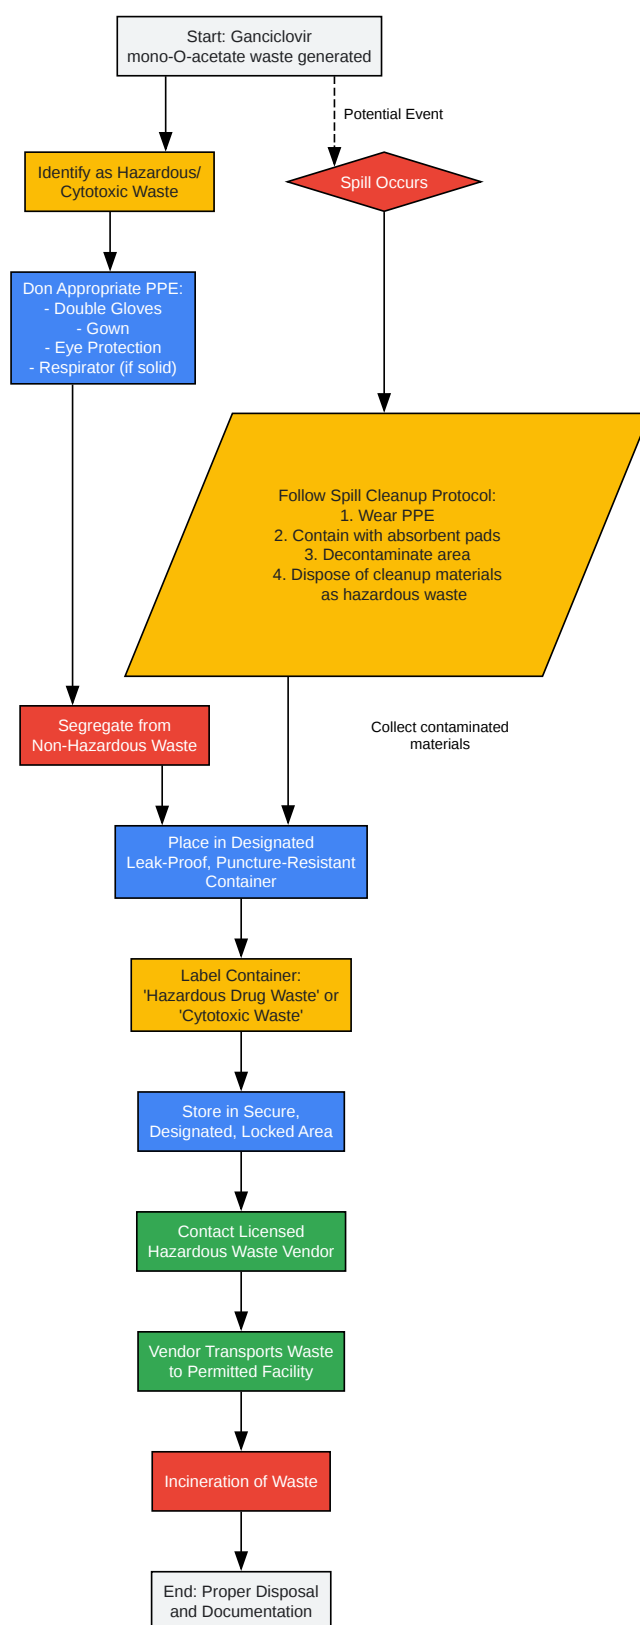 Start: Ganciclovir
mono-O-acetate waste generated
Potential Event
Identify as Hazardous/
Cytotoxic Waste
Spill Occurs
Don Appropriate PPE:
- Double Gloves
- Gown
- Eye Protection
- Respirator (if solid)
Follow Spill Cleanup Protocol:
1. Wear PPE
2. Contain with absorbent pads
3. Decontaminate area
4. Dispose of cleanup materials
as hazardous waste
Segregate from
Non-Hazardous Waste
Collect contaminated
materials
Place in Designated
Leak-Proof, Puncture-Resistant
Container
Label Container:
'Hazardous Drug Waste' or
'Cytotoxic Waste'
Store in Secure,
Designated, Locked Area
Contact Licensed
Hazardous Waste Vendor
Vendor Transports Waste
to Permitted Facility
Incineration of Waste
End: Proper Disposal
and Documentation